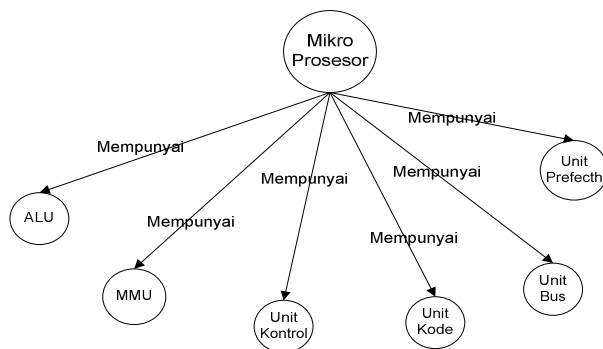 Mikro
Prosesor
Mempunyai
Mempunyai
Mempunyai
Mempunyai
Mempunyai
Mempunyai
ALU
MMU
Unit
Kontrol
Unit
Kode
Unit
Bus
Unit
Prefecth